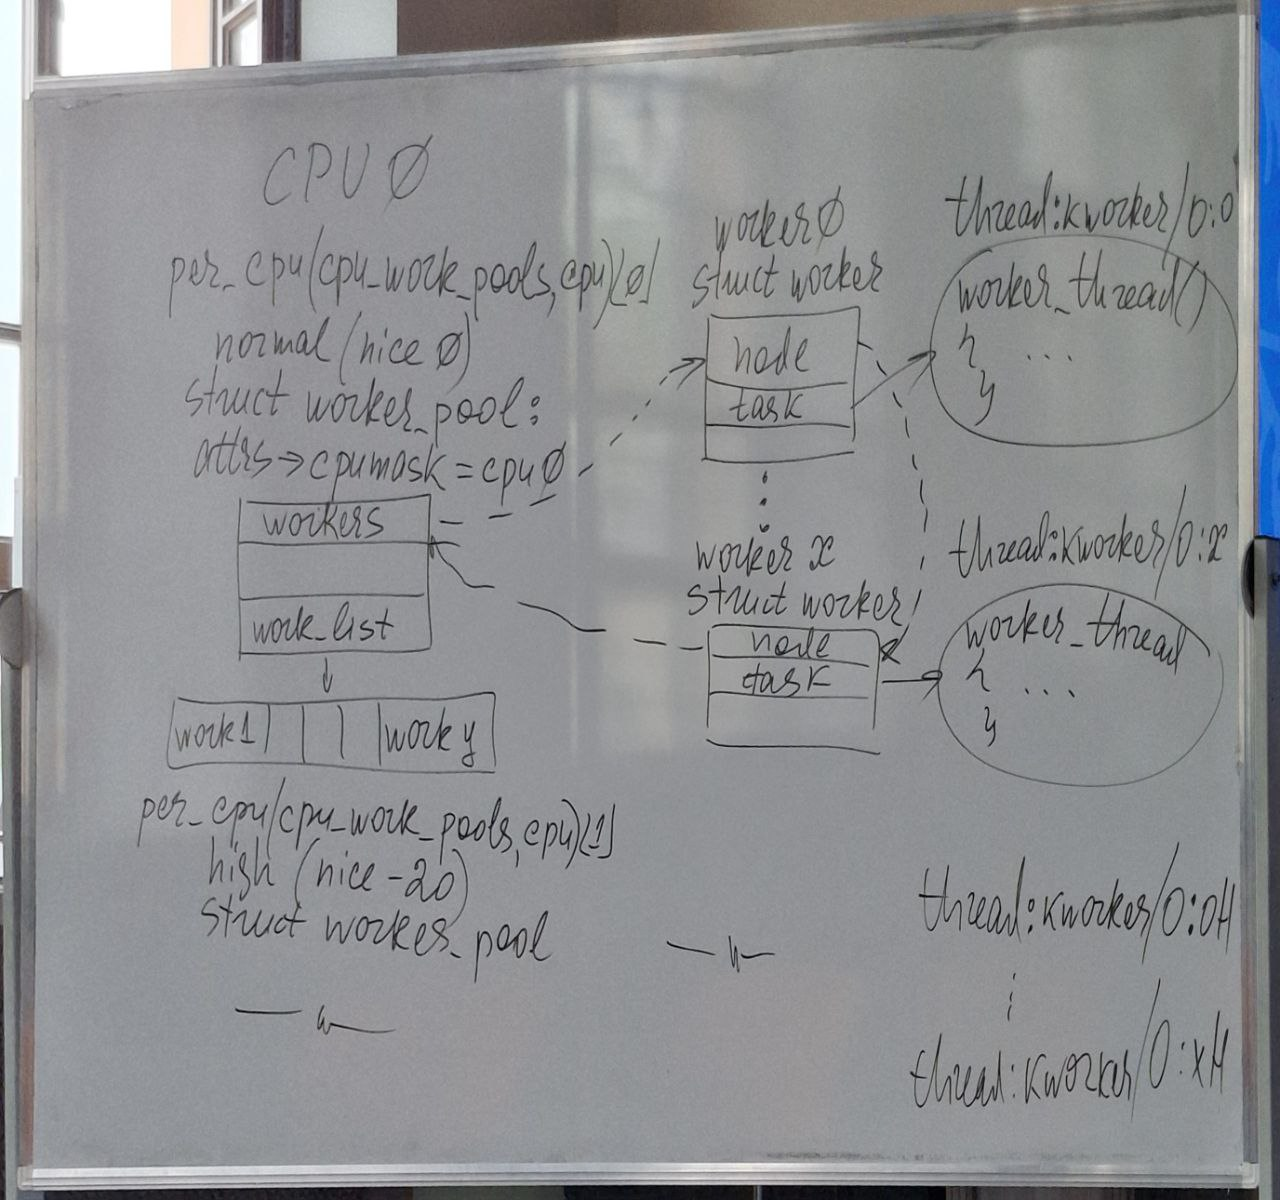 CPU Ø
per_cpu(cpu_work_pools, cpu)[Ø]
normal (nice Ø)
struct worker_pool:
attrs→cpumask = cpu Ø
workers
work_list
work1
work y
per_cpu(cpu_work_pools, cpu)[1]
high (nice -20)
struct worker_pool
—〃—
worker Ø
struct worker
node
task
worker x
struct worker
node
task
—〃—
thread:kworker/0:0
worker_thread()
{ ...
}
thread:kworker/0:x
worker_thread
{ ...
}
thread:kworker/0:0H
thread:kworker/0:xH